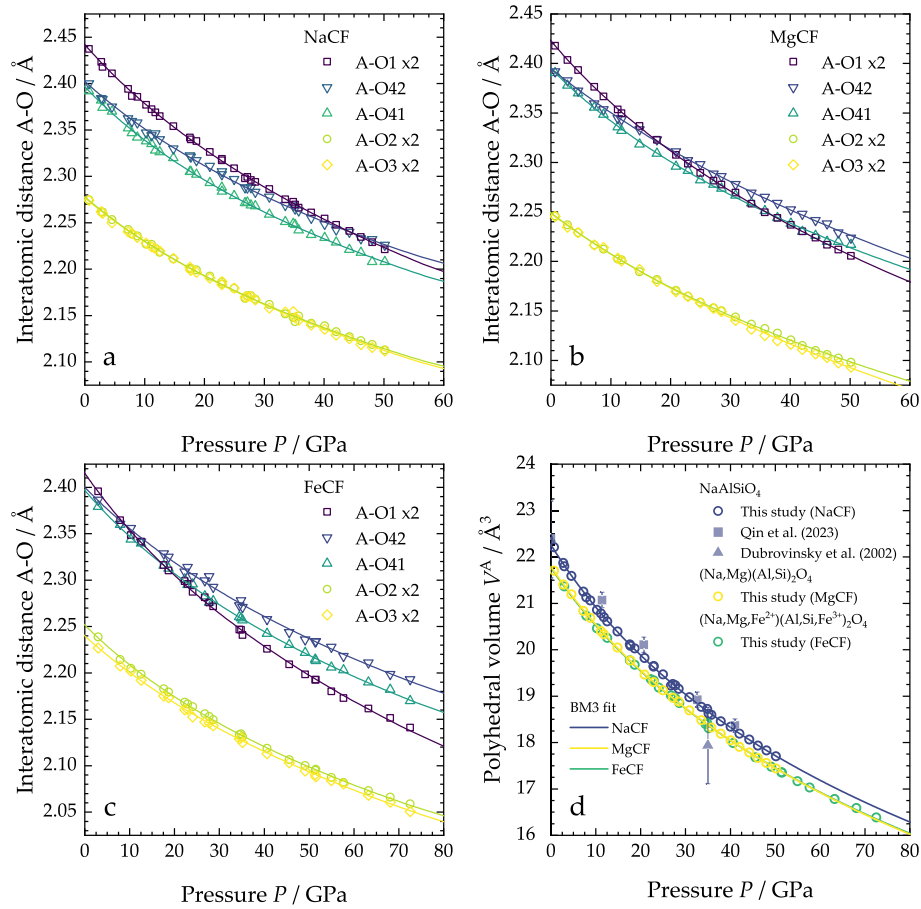 NaCF
A-O1 x2
A-O42
A-O41
A-O2 x2
A-O3 x2
a
2.45
2.40
2.35
2.30
2.25
2.20
2.15
2.10
0 10 20 30 40 50 60
Interatomic distance A-O / Å
Pressure P / GPa
MgCF
A-O1 x2
A-O42
A-O41
A-O2 x2
A-O3 x2
b
2.45
2.40
2.35
2.30
2.25
2.20
2.15
2.10
0 10 20 30 40 50 60
Interatomic distance A-O / Å
Pressure P / GPa
FeCF
A-O1 x2
A-O42
A-O41
A-O2 x2
A-O3 x2
c
2.40
2.35
2.30
2.25
2.20
2.15
2.10
2.05
0 10 20 30 40 50 60 70 80
Interatomic distance A-O / Å
Pressure P / GPa
NaAlSiO₄
This study (NaCF)
Qin et al. (2023)
Dubrovinsky et al. (2002)
(Na,Mg)(Al,Si)₂O₄
This study (MgCF)
(Na,Mg,Fe²⁺)(Al,Si,Fe³⁺)₂O₄
This study (FeCF)
BM3 fit
NaCF
MgCF
FeCF
d
24
23
22
21
20
19
18
17
16
0 10 20 30 40 50 60 70 80
Polyhedral volume Vᴬ / Å³
Pressure P / GPa